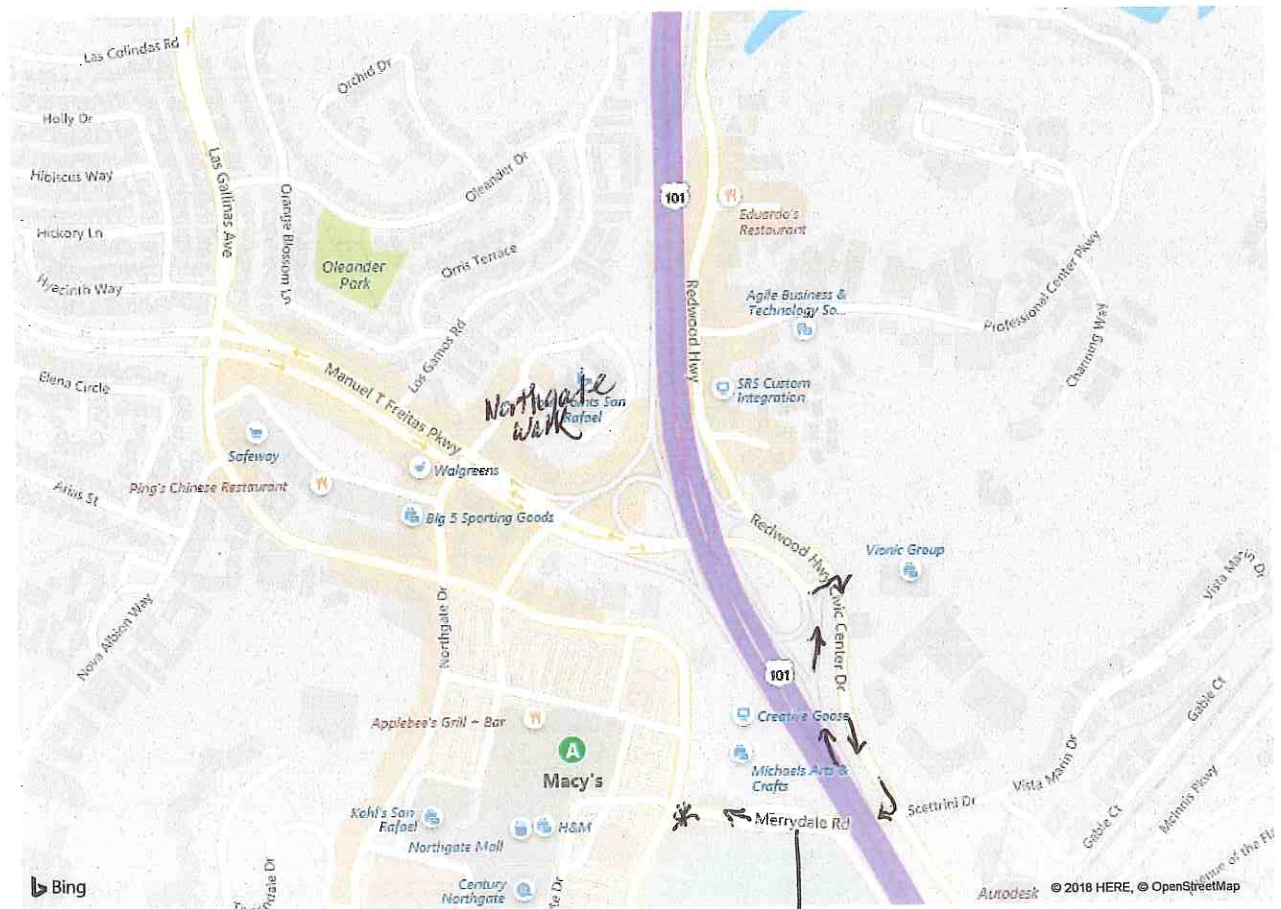 Las Colindas Rd
Orchid Dr
Holly Dr
Hibiscus Way
Hickory Ln
Hyacinth Way
Las Gallinas Ave
Orange Blossom Ln
Oleander Dr
Oleander
Park
Orris Terrace
Los Gamos Rd
101
Eduardo's
Restaurant
Redwood Hwy
Agile Business &
Technology So...
Professional Center Pkwy
Channing Way
SRS Custom
Integration
Elena Circle
Manuel T Freitas Pkwy
Northgate
Walk
San
Rafael
Safeway
Walgreens
Ping's Chinese Restaurant
Arias St
Big 5 Sporting Goods
Redwood Hwy
Vionic Group
Civic Center Dr
Vista Marin Dr
Nova Albion Way
Northgate Dr
101
Applebee's Grill + Bar
A
Macy's
Creative Goose
Michaels Arts &
Crafts
Gable Ct
Vista Marin Dr
Scettrini Dr
McInnis Pkwy
Gable Ct
Merrydale Rd
Kohl's San
Rafael
H&M
Northgate Mall
Century
Northgate
Bing
Autodesk
© 2018 HERE, © OpenStreetMap